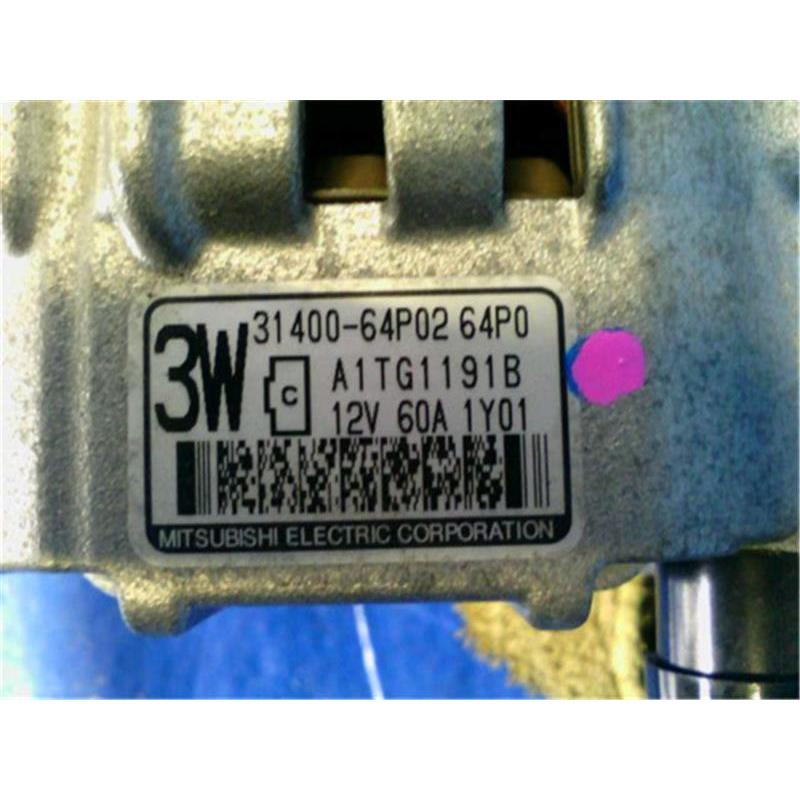 3W
31400-64P02 64P0
C
A1TG1191B
12V 60A 1Y01
MITSUBISHI ELECTRIC CORPORATION